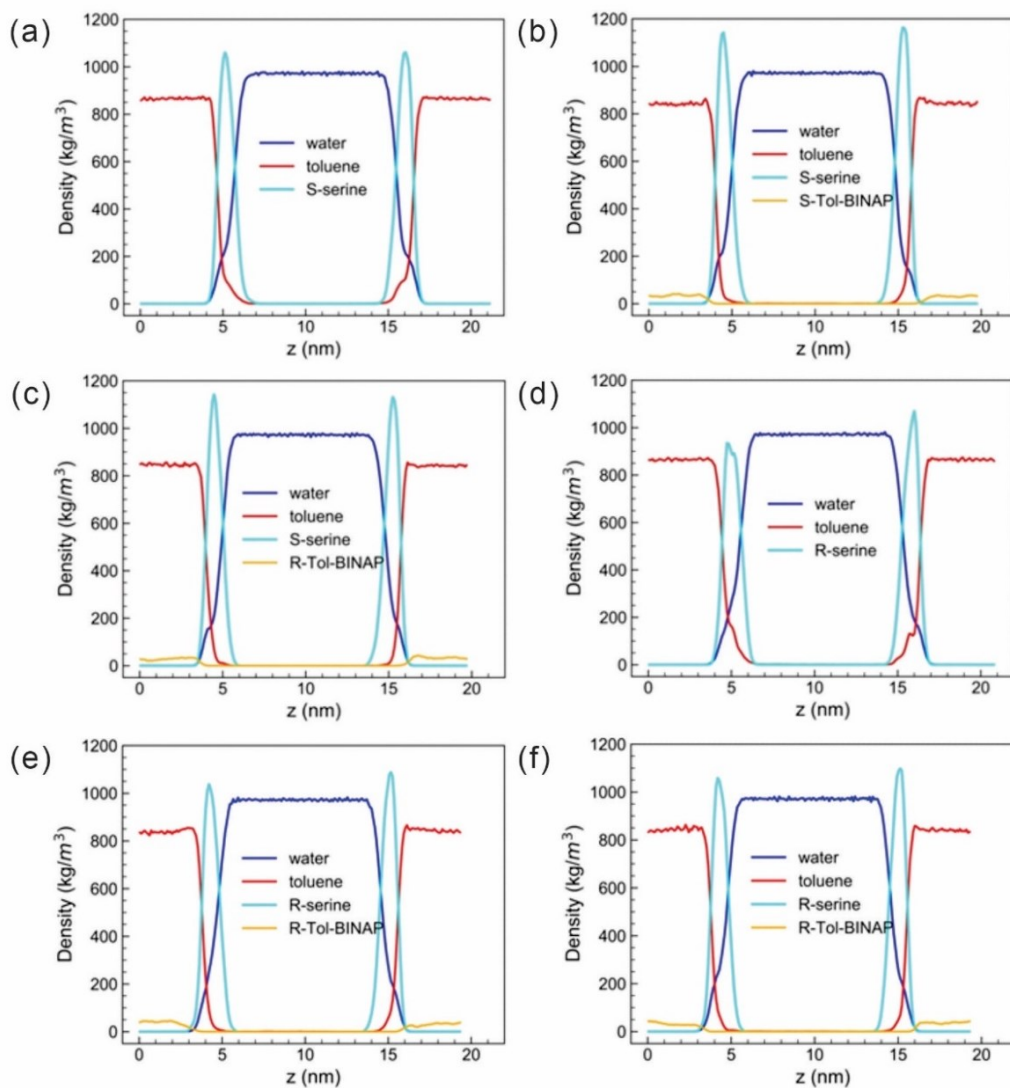 (a)
1200
1000
800
600
400
200
0
Density (kg/m³)
water
toluene
S-serine
0 5 10 15 20
z (nm)
(b)
1200
1000
800
600
400
200
0
Density (kg/m³)
water
toluene
S-serine
S-Tol-BINAP
0 5 10 15 20
z (nm)
(c)
1200
1000
800
600
400
200
0
Density (kg/m³)
water
toluene
S-serine
R-Tol-BINAP
0 5 10 15 20
z (nm)
(d)
1200
1000
800
600
400
200
0
Density (kg/m³)
water
toluene
R-serine
0 5 10 15 20
z (nm)
(e)
1200
1000
800
600
400
200
0
Density (kg/m³)
water
toluene
R-serine
R-Tol-BINAP
0 5 10 15 20
z (nm)
(f)
1200
1000
800
600
400
200
0
Density (kg/m³)
water
toluene
R-serine
R-Tol-BINAP
0 5 10 15 20
z (nm)